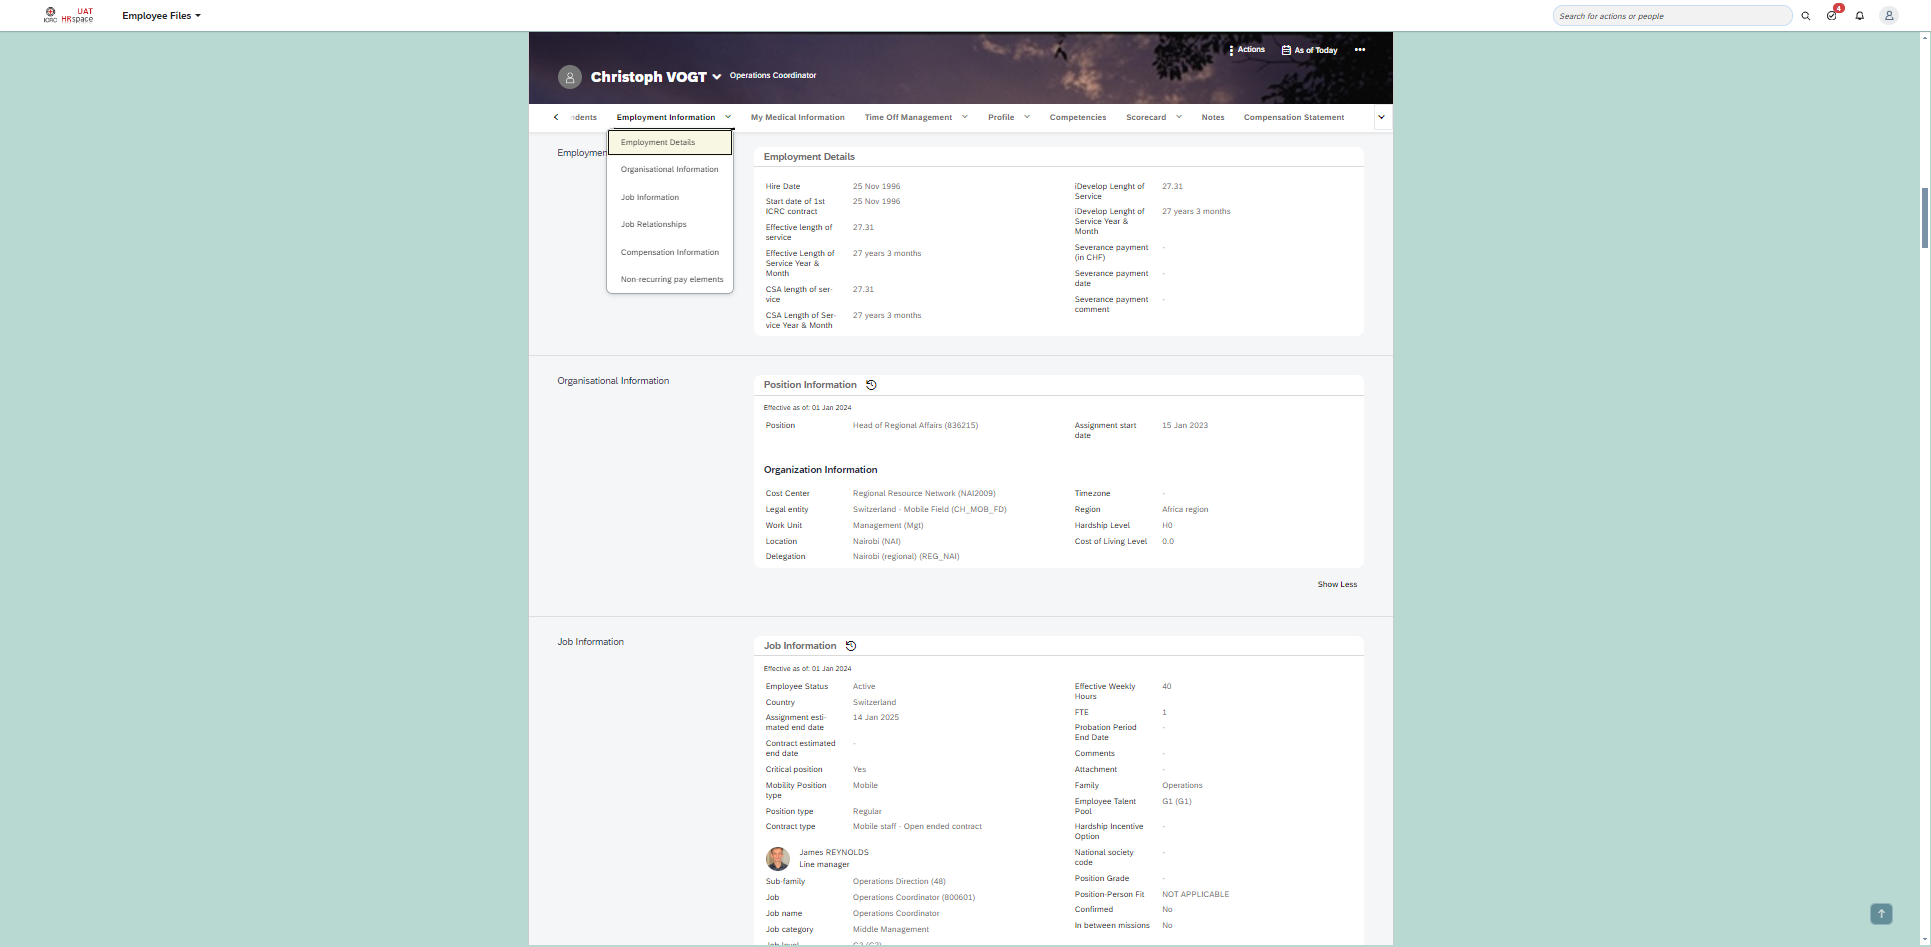 ICRC
UAT
HRspace
Employee Files
Search for actions or people
4
Actions
As of Today
Christoph VOGT
Operations Coordinator
ndents
Employment Information
My Medical Information
Time Off Management
Profile
Competencies
Scorecard
Notes
Compensation Statement
Employment Details
Organisational Information
Job Information
Job Relationships
Compensation Information
Non-recurring pay elements
Employmen
Employment Details
Hire Date 25 Nov 1996
Start date of 1st
ICRC contract 25 Nov 1996
Effective length of
service 27.31
Effective Length of
Service Year &
Month 27 years 3 months
CSA length of ser-
vice 27.31
CSA Length of Ser-
vice Year & Month 27 years 3 months
iDevelop Lenght of
Service 27.31
iDevelop Lenght of
Service Year &
Month 27 years 3 months
Severance payment
(in CHF) -
Severance payment
date -
Severance payment
comment -
Organisational Information
Position Information
Effective as of: 01 Jan 2024
Position Head of Regional Affairs (836215)
Assignment start
date 15 Jan 2023
Organization Information
Cost Center Regional Resource Network (NAI2009)
Legal entity Switzerland - Mobile Field (CH_MOB_FD)
Work Unit Management (Mgt)
Location Nairobi (NAI)
Delegation Nairobi (regional) (REG_NAI)
Timezone -
Region Africa region
Hardship Level H0
Cost of Living Level 0.0
Show Less
Job Information
Job Information
Effective as of: 01 Jan 2024
Employee Status Active
Country Switzerland
Assignment esti-
mated end date 14 Jan 2025
Contract estimated
end date -
Critical position Yes
Mobility Position
type Mobile
Position type Regular
Contract type Mobile staff - Open ended contract
James REYNOLDS
Line manager
Sub-family Operations Direction (48)
Job Operations Coordinator (800601)
Job name Operations Coordinator
Job category Middle Management
Job level
Effective Weekly
Hours 40
FTE 1
Probation Period
End Date -
Comments -
Attachment -
Family Operations
Employee Talent
Pool G1 (G1)
Hardship Incentive
Option -
National society
code -
Position Grade -
Position-Person Fit NOT APPLICABLE
Confirmed No
In between missions No